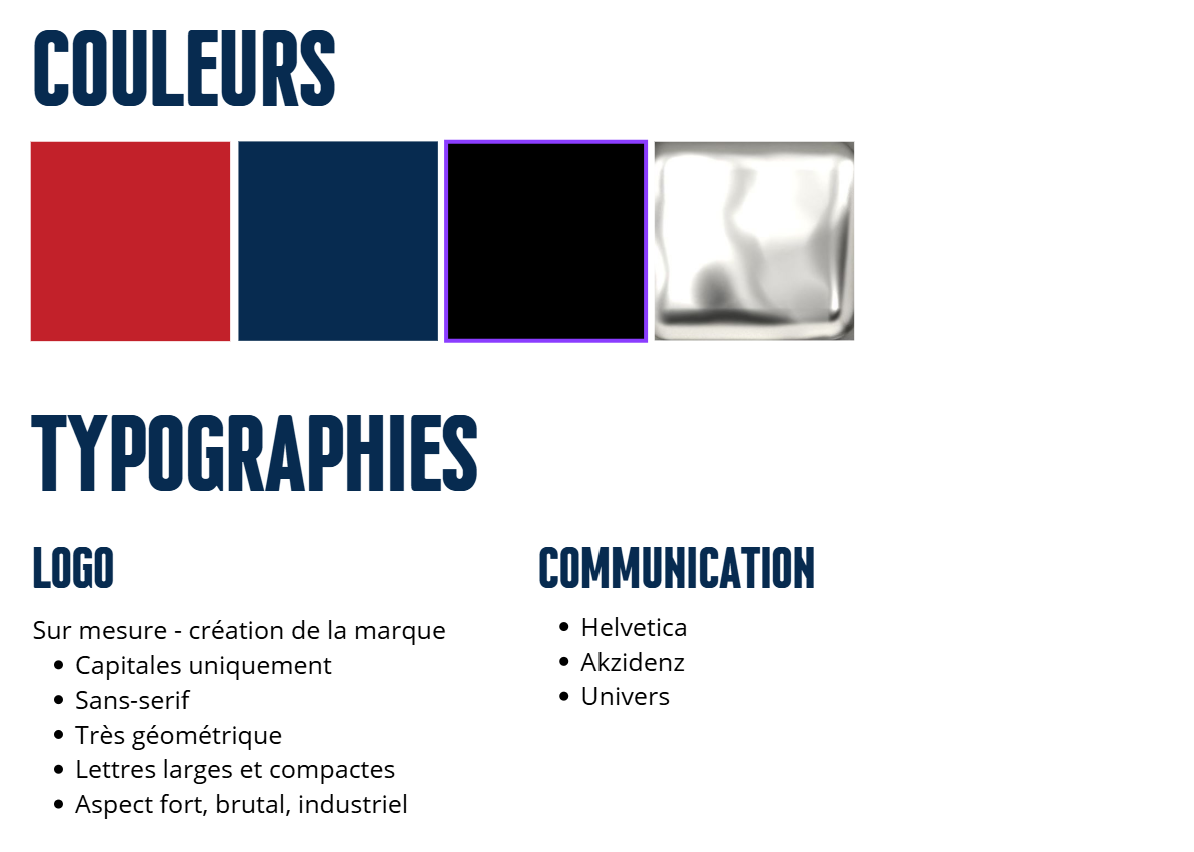 COULEURS
TYPOGRAPHIES
LOGO
Sur mesure - création de la marque
• Capitales uniquement
• Sans-serif
• Très géométrique
• Lettres larges et compactes
• Aspect fort, brutal, industriel
COMMUNICATION
• Helvetica
• Akzidenz
• Univers